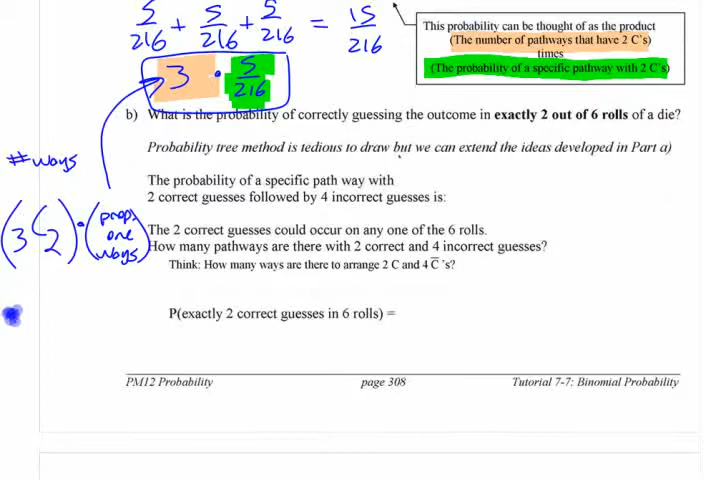 5/216 + 5/216 + 5/216 = 15/216
3 · 5/216
This probability can be thought of as the product
(The number of pathways that have 2 C's)
times
(The probability of a specific pathway with 2 C's)
b) What is the probability of correctly guessing the outcome in exactly 2 out of 6 rolls of a die?
Probability tree method is tedious to draw but we can extend the ideas developed in Part a)
#ways
The probability of a specific path way with
2 correct guesses followed by 4 incorrect guesses is:
(3C2) · (prop. one ways)
The 2 correct guesses could occur on any one of the 6 rolls.
How many pathways are there with 2 correct and 4 incorrect guesses?
Think: How many ways are there to arrange 2 C and 4 C̅ 's?
P(exactly 2 correct guesses in 6 rolls) =
PM12 Probability page 308 Tutorial 7-7: Binomial Probability